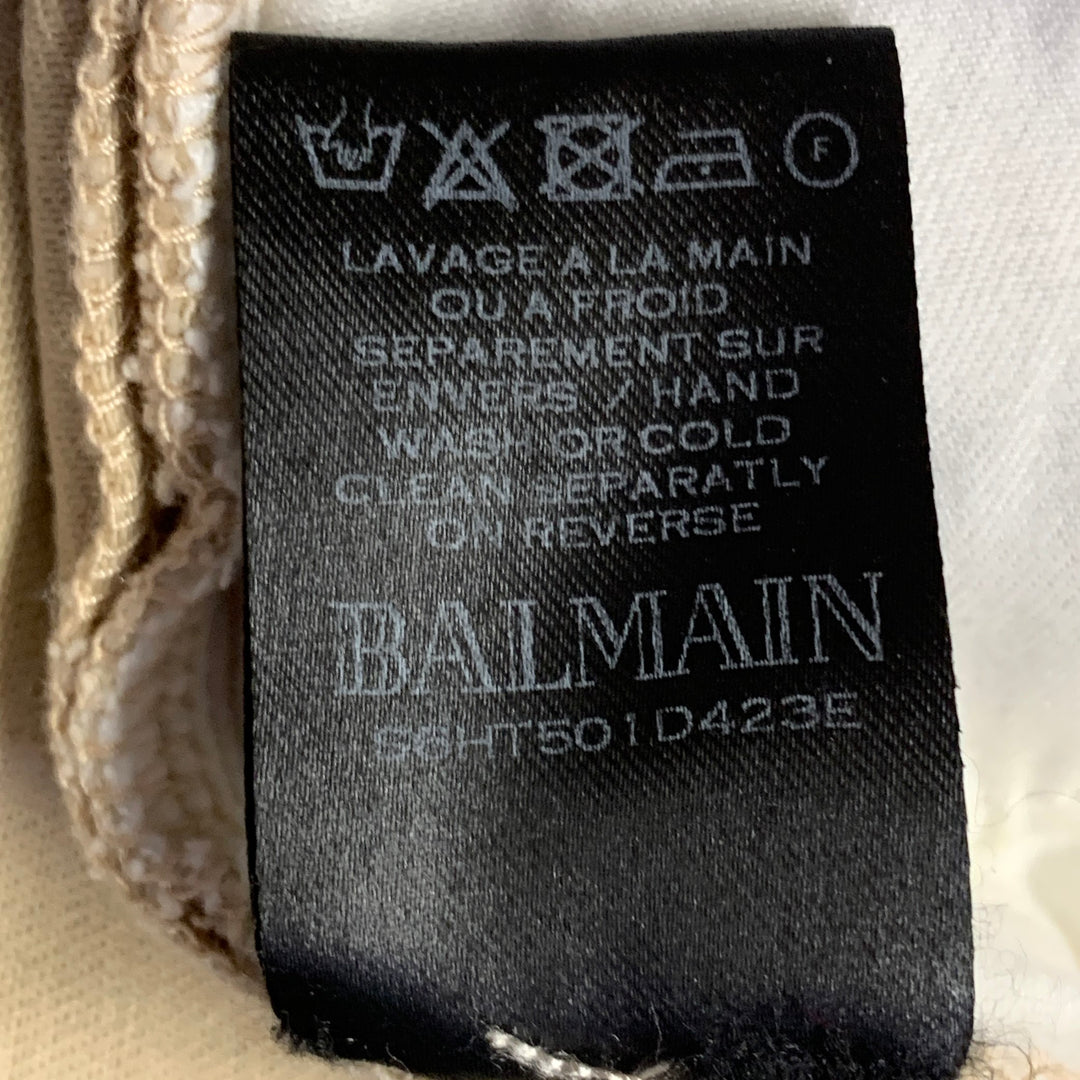 F
LAVAGE A LA MAIN
OU A FROID
SEPAREMENT SUR
ENVERS / HAND
WASH OR COLD
CLEAN SEPARATLY
ON REVERSE
BALMAIN
S6HT501D423E